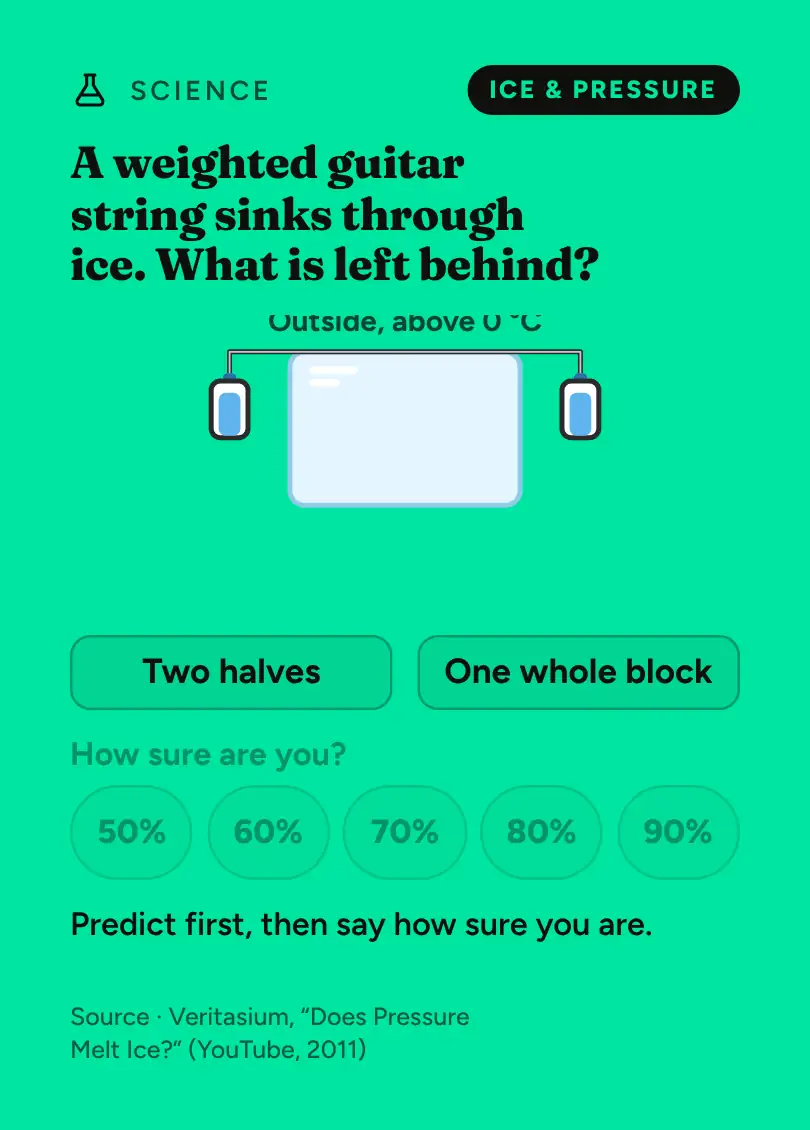 SCIENCE
ICE & PRESSURE
A weighted guitar
string sinks through
ice. What is left behind?
Outside, above 0 °C
Two halves
One whole block
How sure are you?
50%
60%
70%
80%
90%
Predict first, then say how sure you are.
Source · Veritasium, “Does Pressure
Melt Ice?” (YouTube, 2011)